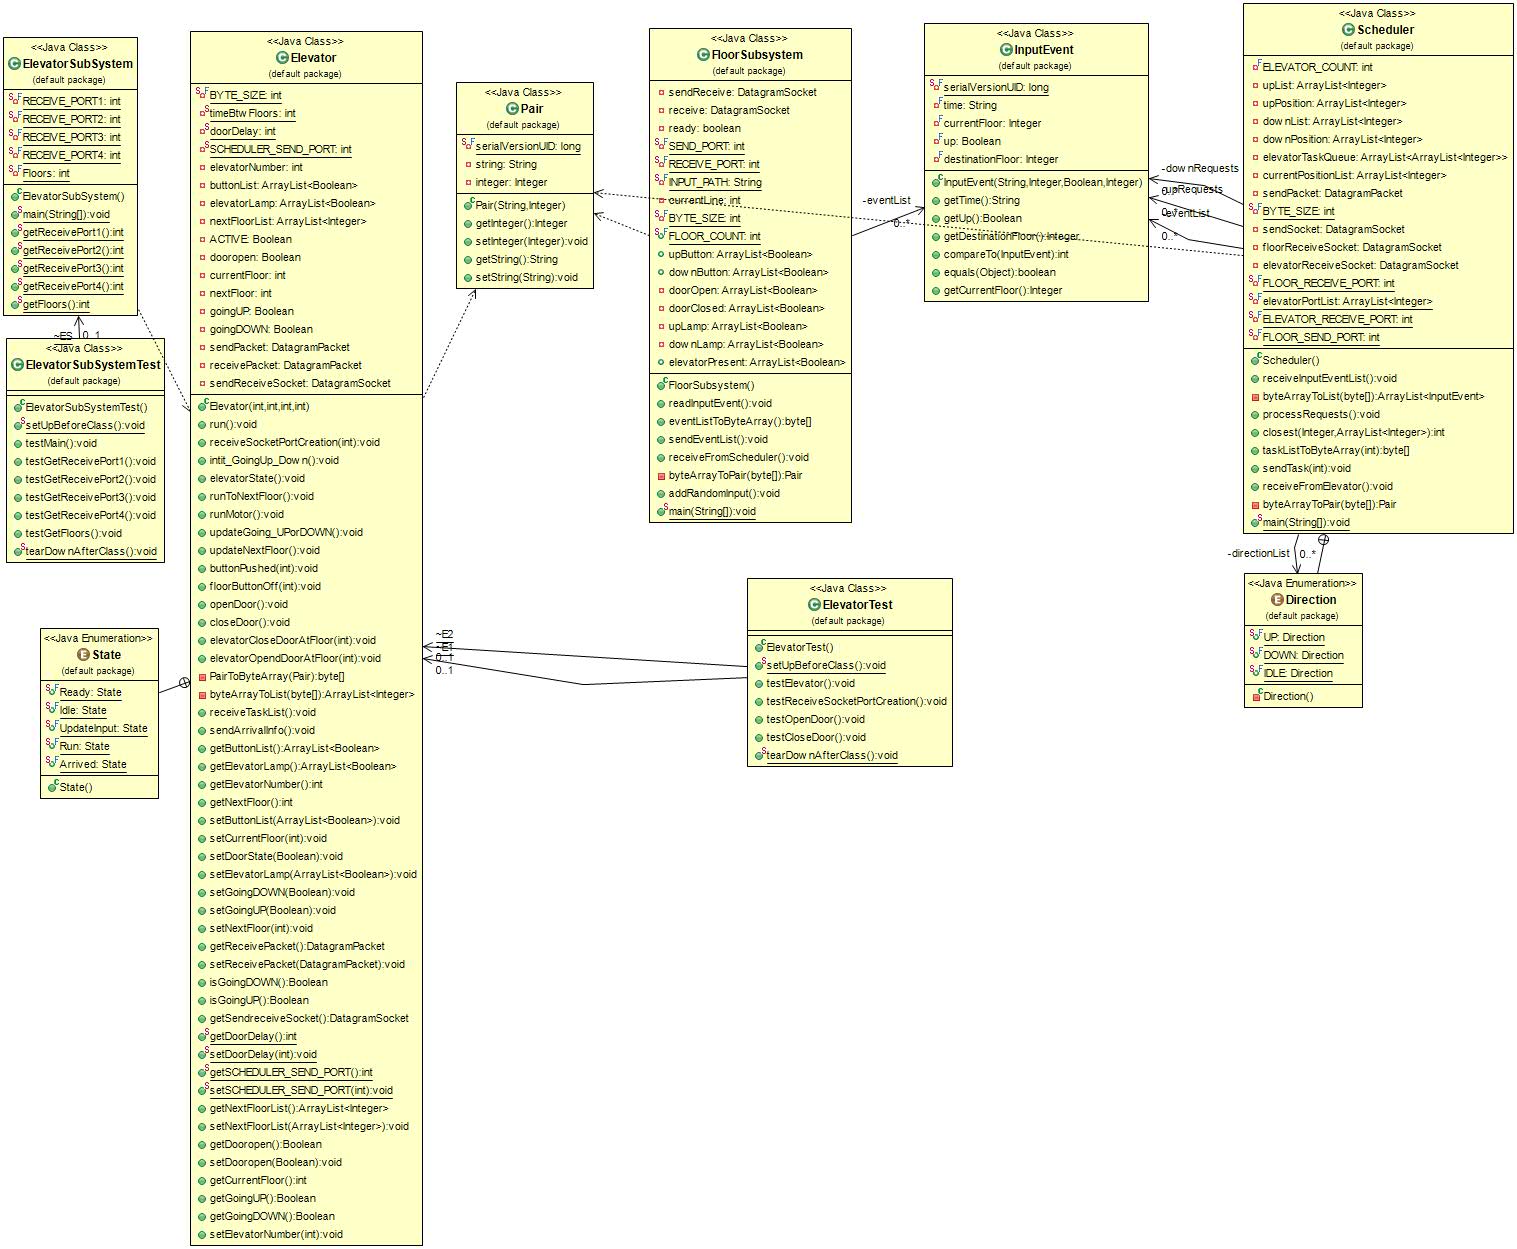 <<Java Class>>
ElevatorSubSystem
(default package)
RECEIVE_PORT1: int
RECEIVE_PORT2: int
RECEIVE_PORT3: int
RECEIVE_PORT4: int
Floors: int
ElevatorSubSystem()
main(String[]):void
getReceivePort1():int
getReceivePort2():int
getReceivePort3():int
getReceivePort4():int
getFloors():int
~ES 0..1
<<Java Class>>
ElevatorSubSystemTest
(default package)
ElevatorSubSystemTest()
setUpBeforeClass():void
testMain():void
testGetReceivePort1():void
testGetReceivePort2():void
testGetReceivePort3():void
testGetReceivePort4():void
testGetFloors():void
tearDownAfterClass():void
<<Java Enumeration>>
State
(default package)
Ready: State
Idle: State
UpdateInput: State
Run: State
Arrived: State
State()
<<Java Class>>
Elevator
(default package)
BYTE_SIZE: int
timeBtwFloors: int
doorDelay: int
SCHEDULER_SEND_PORT: int
elevatorNumber: int
buttonList: ArrayList<Boolean>
elevatorLamp: ArrayList<Boolean>
nextFloorList: ArrayList<Integer>
ACTIVE: Boolean
dooropen: Boolean
currentFloor: int
nextFloor: int
goingUP: Boolean
goingDOWN: Boolean
sendPacket: DatagramPacket
receivePacket: DatagramPacket
sendReceiveSocket: DatagramSocket
Elevator(int,int,int,int)
run():void
receiveSocketPortCreation(int):void
intit_GoingUp_Down():void
elevatorState():void
runToNextFloor():void
runMotor():void
updateGoing_UPorDOWN():void
updateNextFloor():void
buttonPushed(int):void
floorButtonOff(int):void
openDoor():void
closeDoor():void
elevatorCloseDoorAtFloor(int):void
elevatorOpendDoorAtFloor(int):void
PairToByteArray(Pair):byte[]
byteArrayToList(byte[]):ArrayList<Integer>
receiveTaskList():void
sendArrivalInfo():void
getButtonList():ArrayList<Boolean>
getElevatorLamp():ArrayList<Boolean>
getElevatorNumber():int
getNextFloor():int
setButtonList(ArrayList<Boolean>):void
setCurrentFloor(int):void
setDoorState(Boolean):void
setElevatorLamp(ArrayList<Boolean>):void
setGoingDOWN(Boolean):void
setGoingUP(Boolean):void
setNextFloor(int):void
getReceivePacket():DatagramPacket
setReceivePacket(DatagramPacket):void
isGoingDOWN():Boolean
isGoingUP():Boolean
getSendreceiveSocket():DatagramSocket
getDoorDelay():int
setDoorDelay(int):void
getSCHEDULER_SEND_PORT():int
setSCHEDULER_SEND_PORT(int):void
getNextFloorList():ArrayList<Integer>
setNextFloorList(ArrayList<Integer>):void
getDooropen():Boolean
setDooropen(Boolean):void
getCurrentFloor():int
getGoingUP():Boolean
getGoingDOWN():Boolean
setElevatorNumber(int):void
<<Java Class>>
Pair
(default package)
serialVersionUID: long
string: String
integer: Integer
Pair(String,Integer)
getInteger():Integer
setInteger(Integer):void
getString():String
setString(String):void
~E2
~E1
0..1
0..1
<<Java Class>>
FloorSubsystem
(default package)
sendReceive: DatagramSocket
receive: DatagramSocket
ready: boolean
SEND_PORT: int
RECEIVE_PORT: int
INPUT_PATH: String
currentLine: int
BYTE_SIZE: int
FLOOR_COUNT: int
upButton: ArrayList<Boolean>
downButton: ArrayList<Boolean>
doorOpen: ArrayList<Boolean>
doorClosed: ArrayList<Boolean>
upLamp: ArrayList<Boolean>
downLamp: ArrayList<Boolean>
elevatorPresent: ArrayList<Boolean>
FloorSubsystem()
readInputEvent():void
eventListToByteArray():byte[]
sendEventList():void
receiveFromScheduler():void
byteArrayToPair(byte[]):Pair
addRandomInput():void
main(String[]):void
-eventList
0..*
<<Java Class>>
ElevatorTest
(default package)
ElevatorTest()
setUpBeforeClass():void
testElevator():void
testReceiveSocketPortCreation():void
testOpenDoor():void
testCloseDoor():void
tearDownAfterClass():void
<<Java Class>>
InputEvent
(default package)
serialVersionUID: long
time: String
currentFloor: Integer
up: Boolean
destinationFloor: Integer
InputEvent(String,Integer,Boolean,Integer)
getTime():String
getUp():Boolean
getDestinationFloor():Integer
compareTo(InputEvent):int
equals(Object):boolean
getCurrentFloor():Integer
-downRequests
0..*
-upRequests
0..*
-eventList
0..*
<<Java Class>>
Scheduler
(default package)
ELEVATOR_COUNT: int
upList: ArrayList<Integer>
upPosition: ArrayList<Integer>
downList: ArrayList<Integer>
downPosition: ArrayList<Integer>
elevatorTaskQueue: ArrayList<ArrayList<Integer>>
currentPositionList: ArrayList<Integer>
sendPacket: DatagramPacket
BYTE_SIZE: int
sendSocket: DatagramSocket
floorReceiveSocket: DatagramSocket
elevatorReceiveSocket: DatagramSocket
FLOOR_RECEIVE_PORT: int
elevatorPortList: ArrayList<Integer>
ELEVATOR_RECEIVE_PORT: int
FLOOR_SEND_PORT: int
Scheduler()
receiveInputEventList():void
byteArrayToList(byte[]):ArrayList<InputEvent>
processRequests():void
closest(Integer,ArrayList<Integer>):int
taskListToByteArray(int):byte[]
sendTask(int):void
receiveFromElevator():void
byteArrayToPair(byte[]):Pair
main(String[]):void
-directionList 0..*
<<Java Enumeration>>
Direction
(default package)
UP: Direction
DOWN: Direction
IDLE: Direction
Direction()